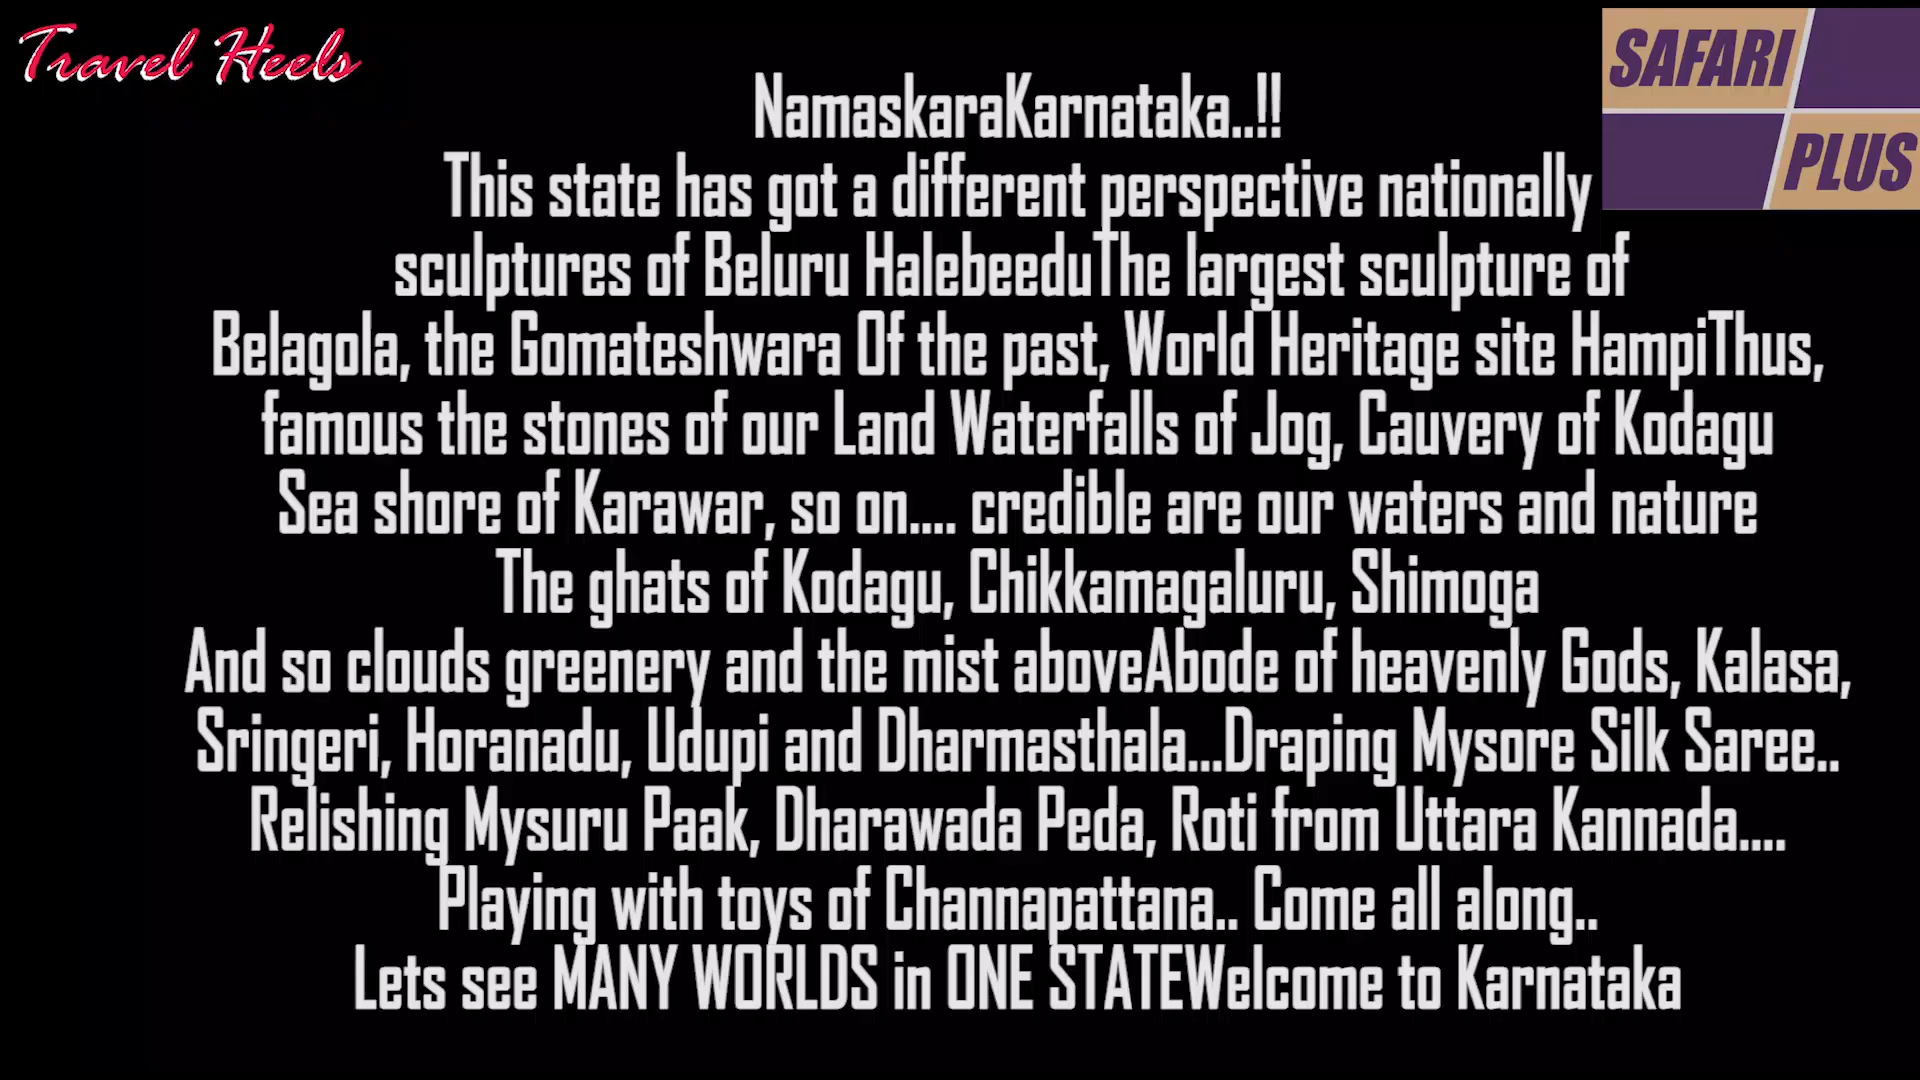 Travel Heels
SAFARI
PLUS
NamaskaraKarnataka..!!
This state has got a different perspective nationally
sculptures of Beluru HalebeeduThe largest sculpture of
Belagola, the Gomateshwara Of the past, World Heritage site HampiThus,
famous the stones of our Land Waterfalls of Jog, Cauvery of Kodagu
Sea shore of Karawar, so on.... credible are our waters and nature
The ghats of Kodagu, Chikkamagaluru, Shimoga
And so clouds greenery and the mist aboveAbode of heavenly Gods, Kalasa,
Sringeri, Horanadu, Udupi and Dharmasthala...Draping Mysore Silk Saree..
Relishing Mysuru Paak, Dharawada Peda, Roti from Uttara Kannada....
Playing with toys of Channapattana.. Come all along..
Lets see MANY WORLDS in ONE STATEWelcome to Karnataka